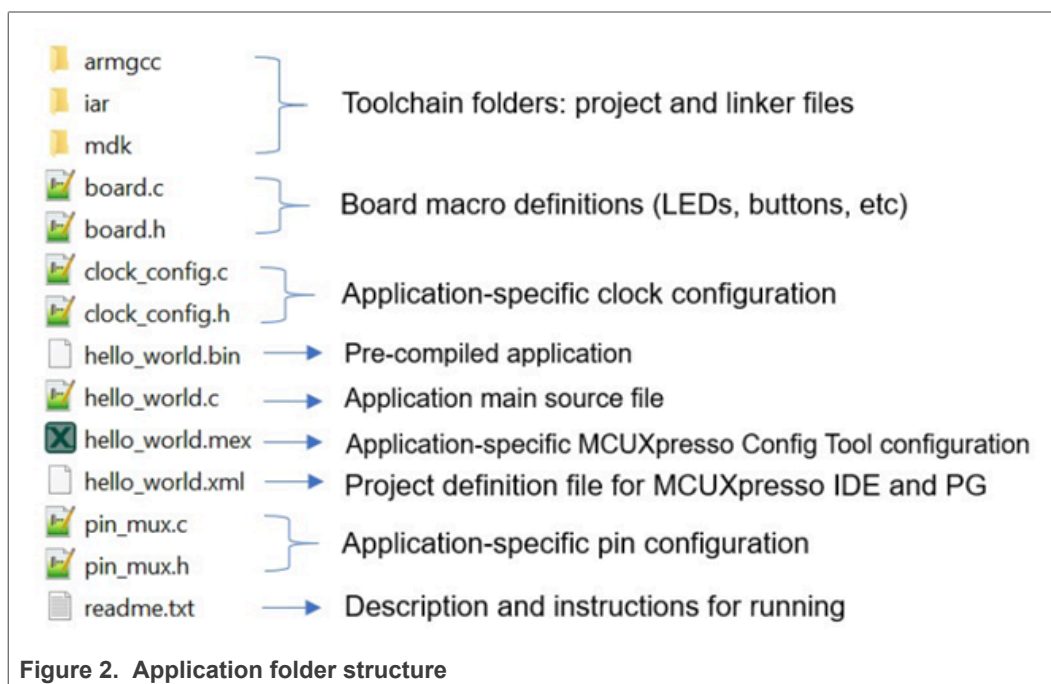 armgcc
iar
mdk
Toolchain folders: project and linker files
board.c
board.h
Board macro definitions (LEDs, buttons, etc)
clock_config.c
clock_config.h
Application-specific clock configuration
hello_world.bin Pre-compiled application
hello_world.c Application main source file
hello_world.mex Application-specific MCUXpresso Config Tool configuration
hello_world.xml Project definition file for MCUXpresso IDE and PG
pin_mux.c
pin_mux.h
Application-specific pin configuration
readme.txt Description and instructions for running
Figure 2. Application folder structure